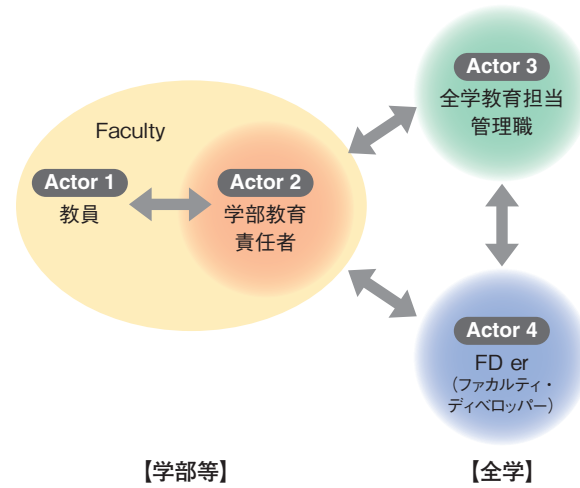 Faculty
Actor 1
教員
Actor 2
学部教育
責任者
Actor 3
全学教育担当
管理職
Actor 4
FD er
(ファカルティ・
ディベロッパー)
【学部等】
【全学】